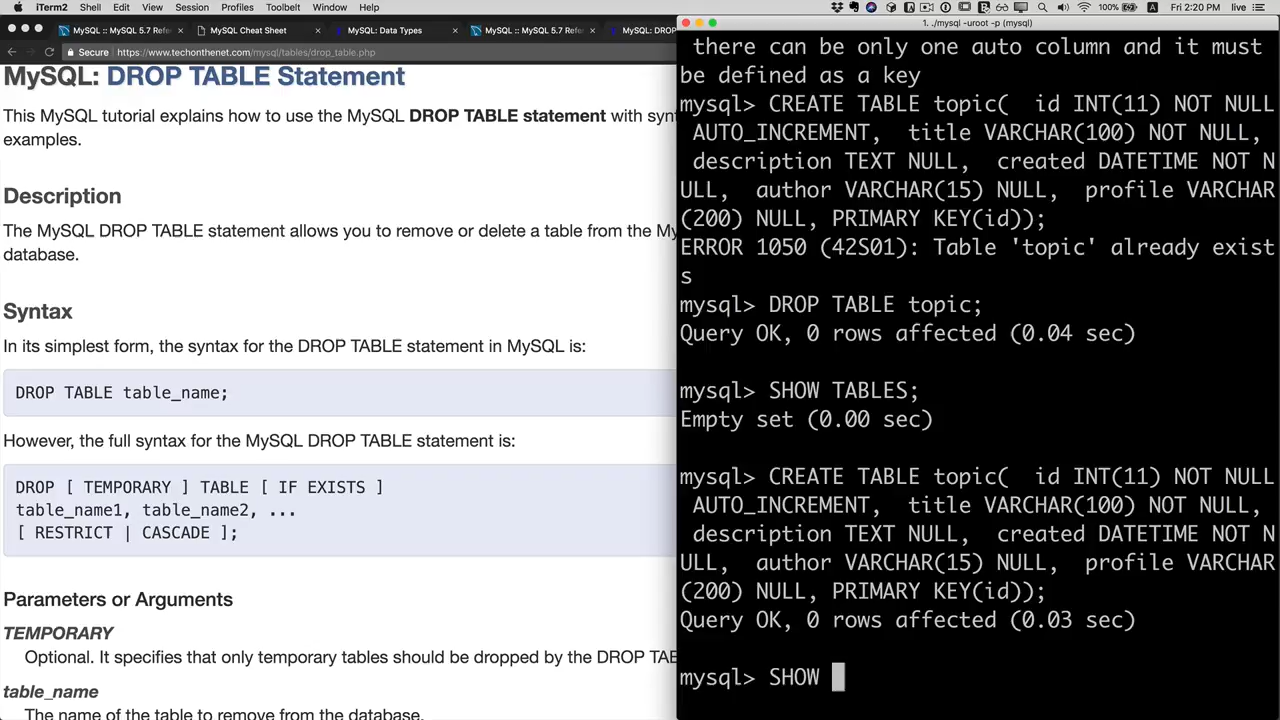 iTerm2 Shell Edit View Session Profiles Toolbelt Window Help 100% Fri 2:20 PM live
MySQL :: MySQL 5.7 Refer × MySQL Cheat Sheet × MySQL: Data Types × MySQL :: MySQL 5.7 Refer × MySQL: DRO
Secure https://www.techonthenet.com/mysql/tables/drop_table.php
MySQL: DROP TABLE Statement
This MySQL tutorial explains how to use the MySQL DROP TABLE statement with synt
examples.
Description
The MySQL DROP TABLE statement allows you to remove or delete a table from the My
database.
Syntax
In its simplest form, the syntax for the DROP TABLE statement in MySQL is:
DROP TABLE table_name;
However, the full syntax for the MySQL DROP TABLE statement is:
DROP [ TEMPORARY ] TABLE [ IF EXISTS ]
table_name1, table_name2, ...
[ RESTRICT | CASCADE ];
Parameters or Arguments
TEMPORARY
Optional. It specifies that only temporary tables should be dropped by the DROP TAB
table_name
The name of the table to remove from the database.
1. ./mysql -uroot -p (mysql)
there can be only one auto column and it must
be defined as a key
mysql> CREATE TABLE topic(  id INT(11) NOT NULL
AUTO_INCREMENT,  title VARCHAR(100) NOT NULL,
description TEXT NULL,  created DATETIME NOT N
ULL,  author VARCHAR(15) NULL,  profile VARCHAR
(200) NULL, PRIMARY KEY(id));
ERROR 1050 (42S01): Table 'topic' already exist
s
mysql> DROP TABLE topic;
Query OK, 0 rows affected (0.04 sec)
mysql> SHOW TABLES;
Empty set (0.00 sec)
mysql> CREATE TABLE topic(  id INT(11) NOT NULL
AUTO_INCREMENT,  title VARCHAR(100) NOT NULL,
description TEXT NULL,  created DATETIME NOT N
ULL,  author VARCHAR(15) NULL,  profile VARCHAR
(200) NULL, PRIMARY KEY(id));
Query OK, 0 rows affected (0.03 sec)
mysql> SHOW